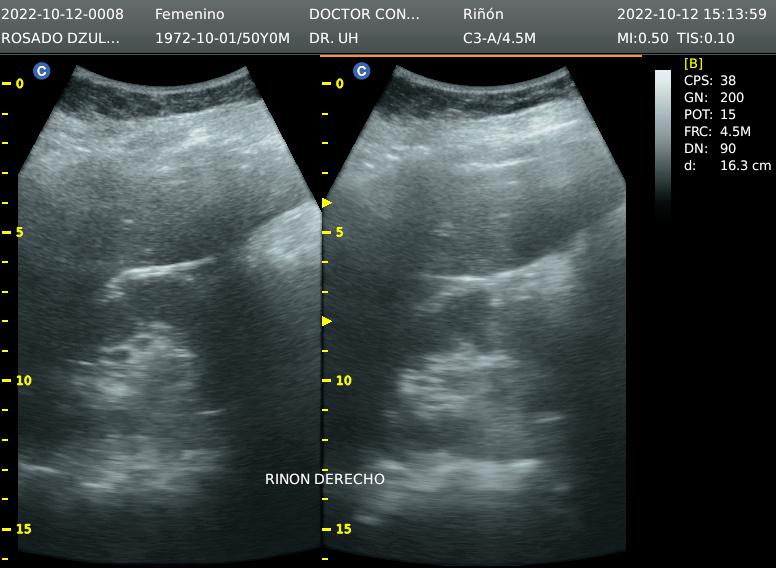 2022-10-12-0008 Femenino DOCTOR CON... Riñón 2022-10-12 15:13:59
ROSADO DZUL... 1972-10-01/50Y0M DR. UH C3-A/4.5M MI:0.50 TIS:0.10
[B]
CPS: 38
GN: 200
POT: 15
FRC: 4.5M
DN: 90
d: 16.3 cm
C C
0 0
5 5
10 10
15 15
RINON DERECHO